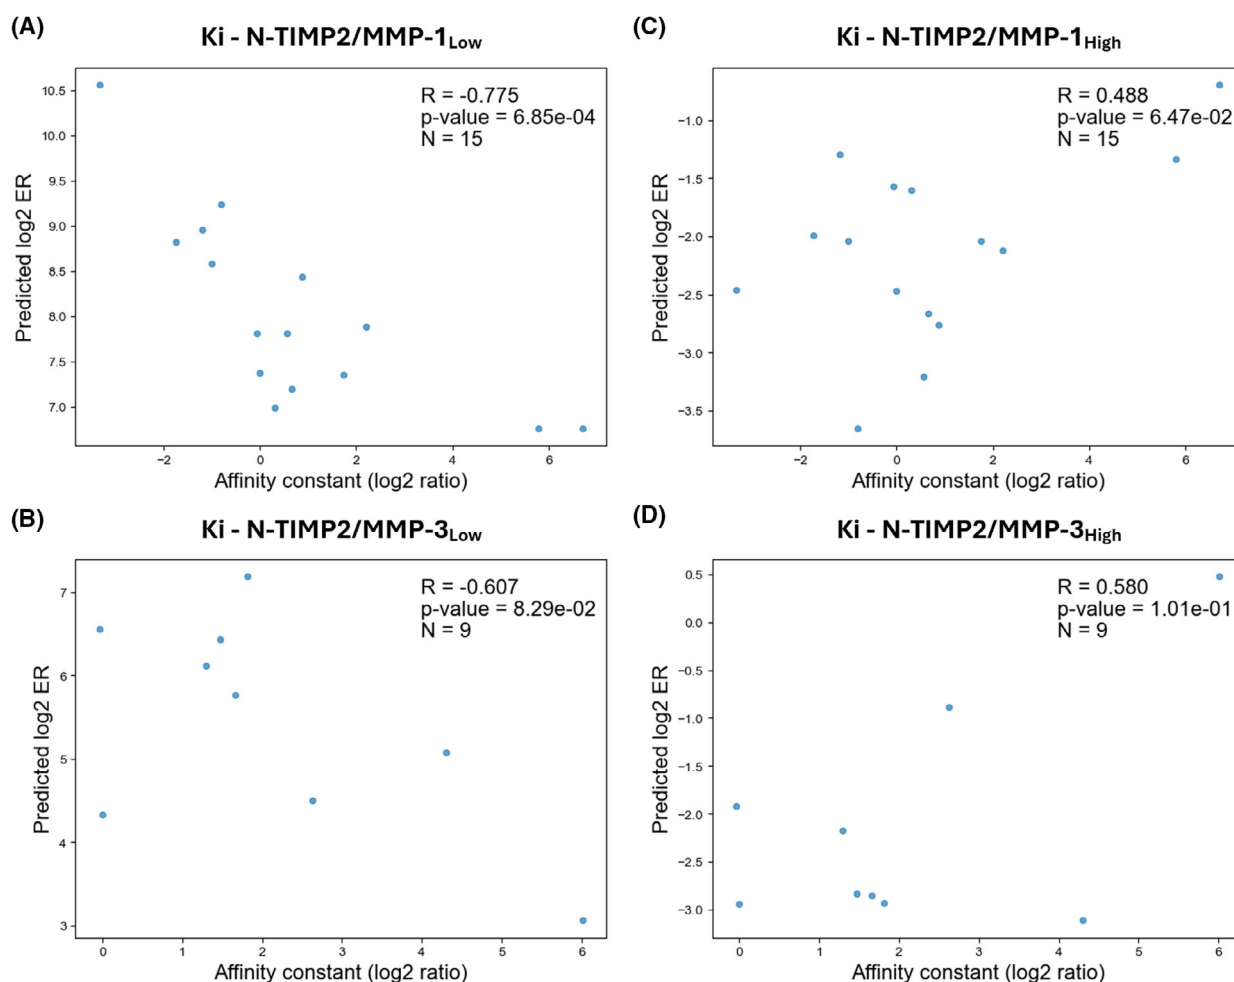 (A)
Ki - N-TIMP2/MMP-1Low
R = -0.775
p-value = 6.85e-04
N = 15
10.5
10.0
9.5
9.0
8.5
8.0
7.5
7.0
Predicted log2 ER
−2 0 2 4 6
Affinity constant (log2 ratio)
(C)
Ki - N-TIMP2/MMP-1High
R = 0.488
p-value = 6.47e-02
N = 15
−1.0
−1.5
−2.0
−2.5
−3.0
−3.5
Predicted log2 ER
−2 0 2 4 6
Affinity constant (log2 ratio)
(B)
Ki - N-TIMP2/MMP-3Low
R = -0.607
p-value = 8.29e-02
N = 9
7
6
5
4
3
Predicted log2 ER
0 1 2 3 4 5 6
Affinity constant (log2 ratio)
(D)
Ki - N-TIMP2/MMP-3High
R = 0.580
p-value = 1.01e-01
N = 9
0.5
0.0
−0.5
−1.0
−1.5
−2.0
−2.5
−3.0
Predicted log2 ER
0 1 2 3 4 5 6
Affinity constant (log2 ratio)